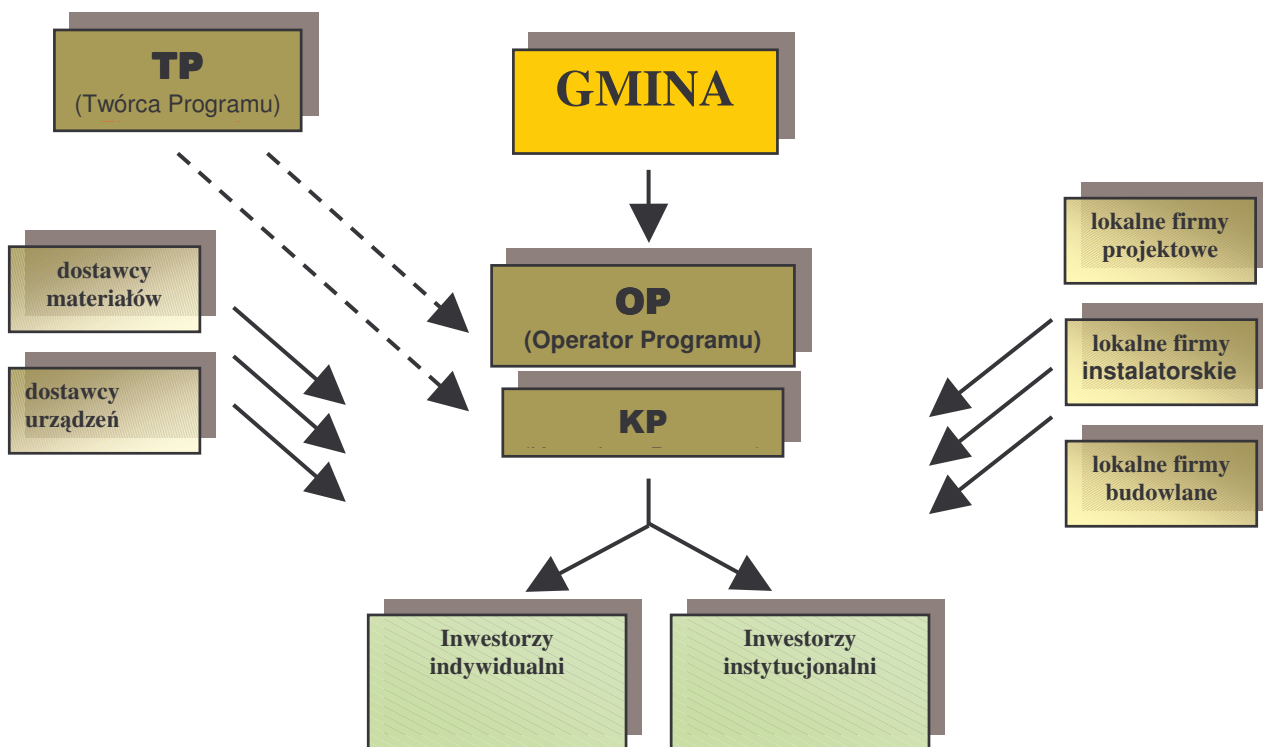 TP
(Twórca Programu)
GMINA
lokalne firmy
projektowe
dostawcy
materiałów
OP
(Operator Programu)
lokalne firmy
instalatorskie
dostawcy
urządzeń
KP
lokalne firmy
budowlane
Inwestorzy
indywidualni
Inwestorzy
instytucjonalni